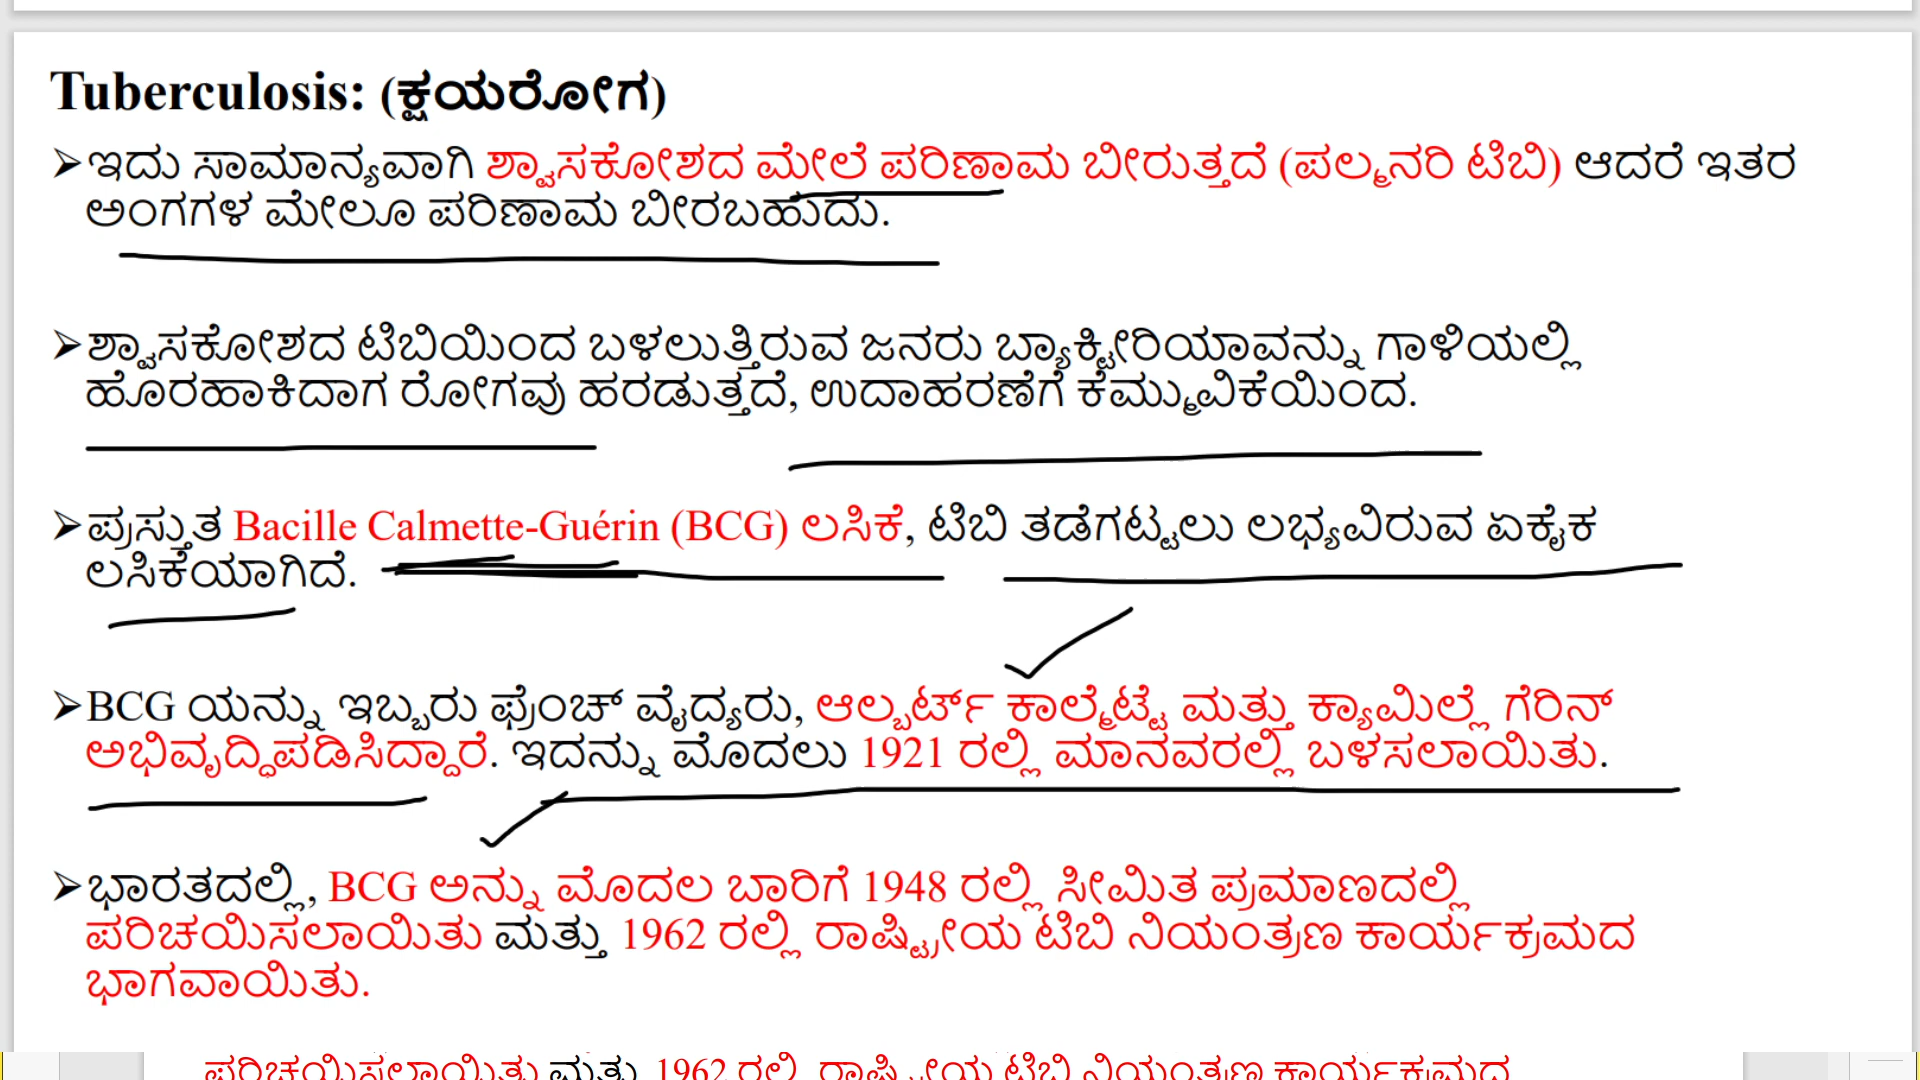 Tuberculosis: (ಕ್ಷಯರೋಗ)
➤ಇದು ಸಾಮಾನ್ಯವಾಗಿ ಶ್ವಾಸಕೋಶದ ಮೇಲೆ ಪರಿಣಾಮ ಬೀರುತ್ತದೆ (ಪಲ್ಮನರಿ ಟಿಬಿ) ಆದರೆ ಇತರ
ಅಂಗಗಳ ಮೇಲೂ ಪರಿಣಾಮ ಬೀರಬಹುದು.
➤ಶ್ವಾಸಕೋಶದ ಟಿಬಿಯಿಂದ ಬಳಲುತ್ತಿರುವ ಜನರು ಬ್ಯಾಕ್ಟೀರಿಯಾವನ್ನು ಗಾಳಿಯಲ್ಲಿ
ಹೊರಹಾಕಿದಾಗ ರೋಗವು ಹರಡುತ್ತದೆ, ಉದಾಹರಣೆಗೆ ಕೆಮ್ಮುವಿಕೆಯಿಂದ.
➤ಪ್ರಸ್ತುತ Bacille Calmette-Guérin (BCG) ಲಸಿಕೆ, ಟಿಬಿ ತಡೆಗಟ್ಟಲು ಲಭ್ಯವಿರುವ ಏಕೈಕ
ಲಸಿಕೆಯಾಗಿದೆ.
➤BCG ಯನ್ನು ಇಬ್ಬರು ಫ್ರೆಂಚ್ ವೈದ್ಯರು, ಆಲ್ಬರ್ಟ್ ಕಾಲ್ಮೆಟ್ಟೆ ಮತ್ತು ಕ್ಯಾಮಿಲ್ಲೆ ಗೆರಿನ್
ಅಭಿವೃದ್ಧಿಪಡಿಸಿದ್ದಾರೆ. ಇದನ್ನು ಮೊದಲು 1921 ರಲ್ಲಿ ಮಾನವರಲ್ಲಿ ಬಳಸಲಾಯಿತು.
➤ಭಾರತದಲ್ಲಿ, BCG ಅನ್ನು ಮೊದಲ ಬಾರಿಗೆ 1948 ರಲ್ಲಿ ಸೀಮಿತ ಪ್ರಮಾಣದಲ್ಲಿ
ಪರಿಚಯಿಸಲಾಯಿತು ಮತ್ತು 1962 ರಲ್ಲಿ ರಾಷ್ಟ್ರೀಯ ಟಿಬಿ ನಿಯಂತ್ರಣ ಕಾರ್ಯಕ್ರಮದ
ಭಾಗವಾಯಿತು.
ಪರಿಚಯಿಸಲಾಯಿತು ಮತ್ತು 1962 ರಲ್ಲಿ ರಾಷ್ಟ್ರೀಯ ಟಿಬಿ ನಿಯಂತ್ರಣ ಕಾರ್ಯಕ್ರಮದ